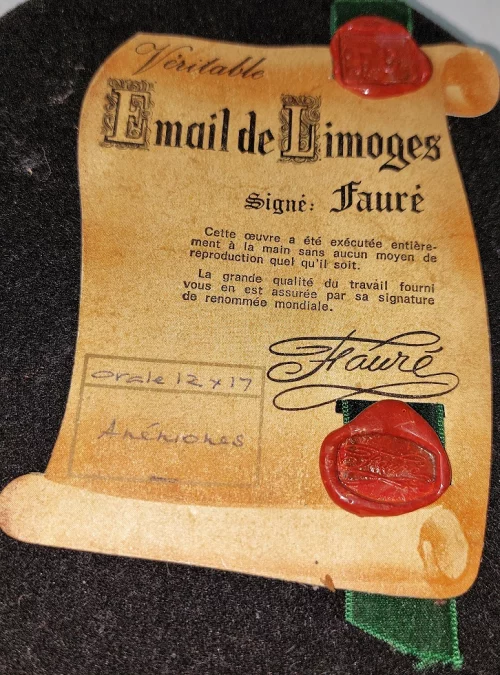 Véritable
Email de Limoges
Signé: Fauré
Cette œuvre a été exécutée entière-
ment à la main sans aucun moyen de
reproduction quel qu'il soit.
La grande qualité du travail fourni
vous en est assurée par sa signature
de renommée mondiale.
Fauré
ovale 12 x 17
Anémones